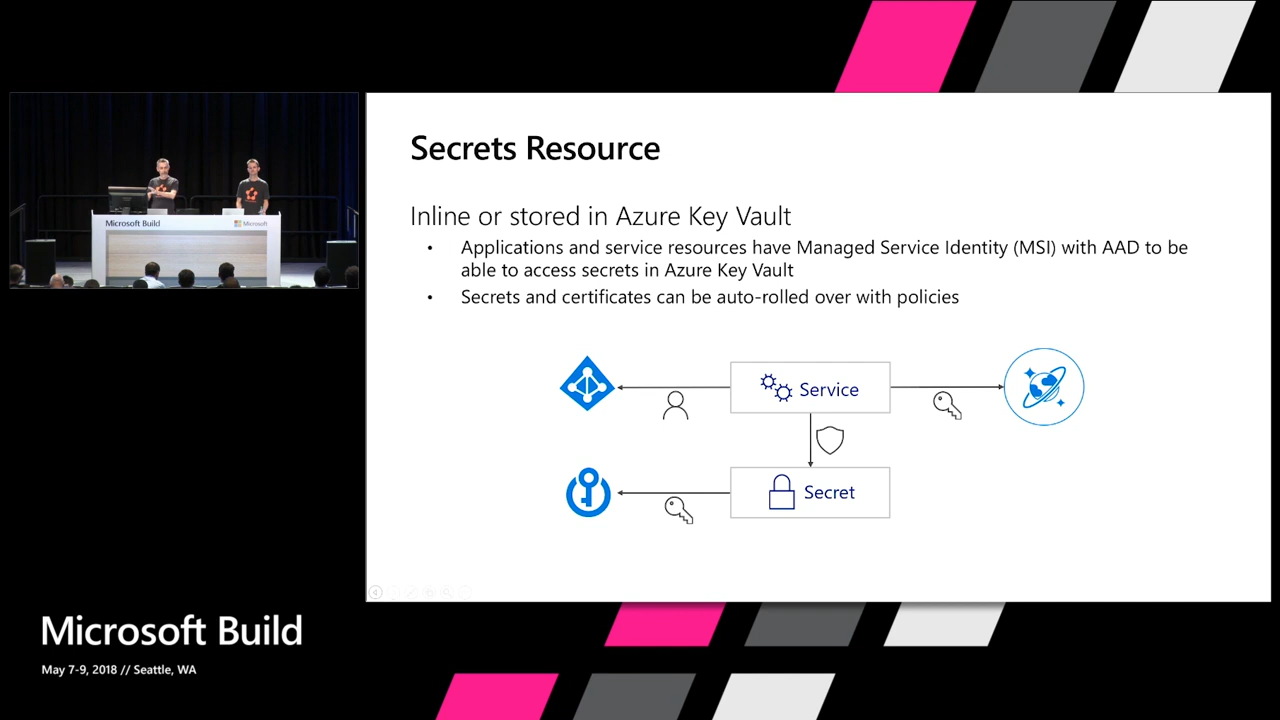 Secrets Resource
Inline or stored in Azure Key Vault
• Applications and service resources have Managed Service Identity (MSI) with AAD to be
able to access secrets in Azure Key Vault
• Secrets and certificates can be auto-rolled over with policies
Service
Secret
Microsoft Build
Microsoft
Microsoft Build
May 7-9, 2018 // Seattle, WA